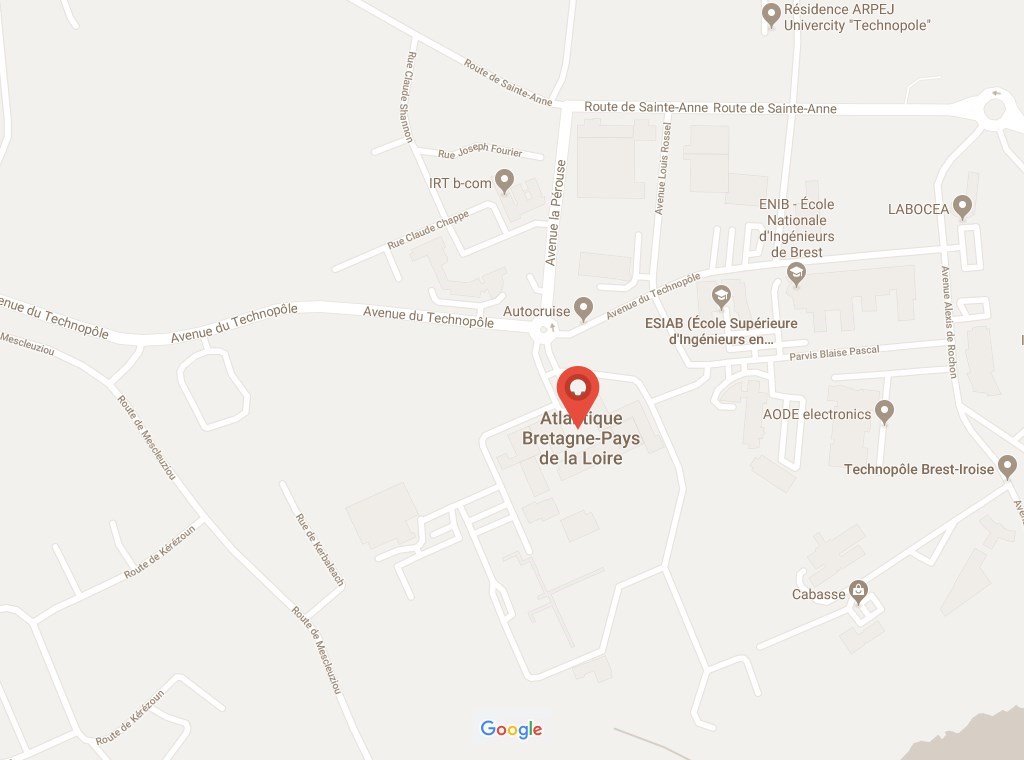 Résidence ARPEJ
Univercity "Technopole"
Route de Sainte-Anne
Rue Claude Shannon
Route de Sainte-Anne Route de Sainte-Anne
Rue Joseph Fourier
Avenue Louis Rossel
IRT b-com
Avenue la Pérouse
ENIB - École
Nationale
d'Ingénieurs
de Brest
LABOCEA
Rue Claude Chappe
Avenue du Technopôle
enue du Technopôle
Avenue du Technopôle
Avenue du Technopôle
Autocruise
ESIAB (École Supérieure
d'Ingénieurs en...
Avenue Alexis de Rochon
Mescleuziou
Parvis Blaise Pascal
Route de Mescleuziou
AODE electronics
Atlantique
Bretagne-Pays
de la Loire
Technopôle Brest-Iroise
Rue de Kerbaleach
Route de Kérézoun
Cabasse
Route de Mescleuziou
Route de Kérézoun
Google